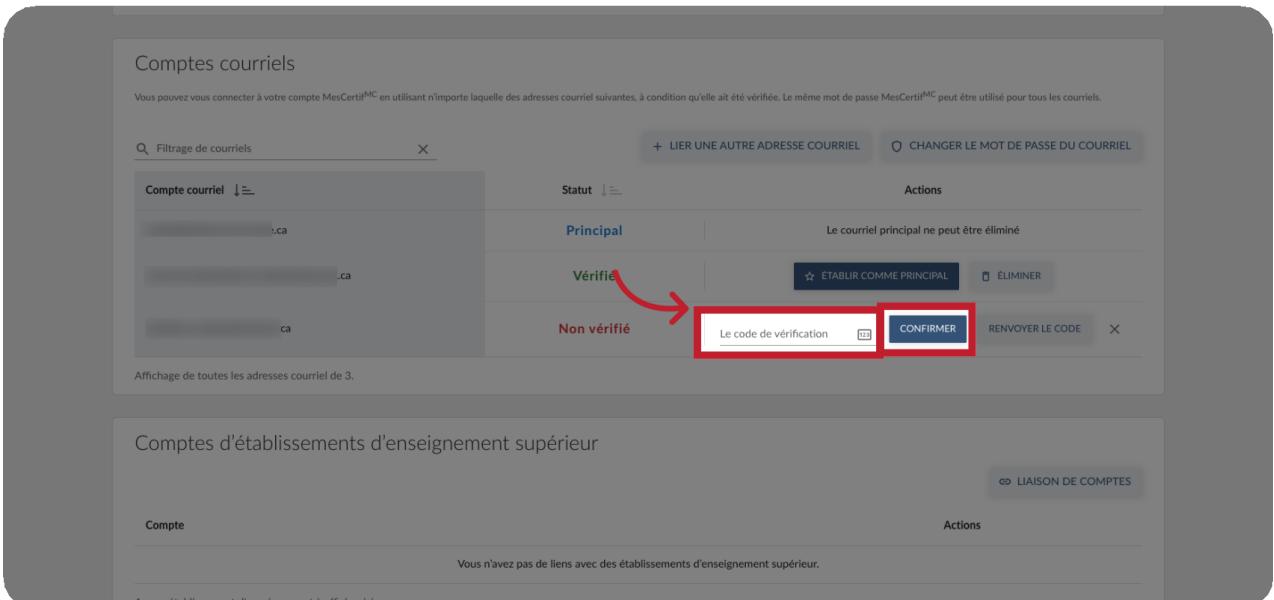 Comptes courriels
Vous pouvez vous connecter à votre compte MesCertifMC en utilisant n'importe laquelle des adresses courriel suivantes, à condition qu'elle ait été vérifiée. Le même mot de passe MesCertifMC peut être utilisé pour tous les courriels.
Filtrage de courriels
+ LIER UNE AUTRE ADRESSE COURRIEL
CHANGER LE MOT DE PASSE DU COURRIEL
Compte courriel Statut Actions
.ca Principal Le courriel principal ne peut être éliminé
.ca Vérifié ÉTABLIR COMME PRINCIPAL ÉLIMINER
ca Non vérifié Le code de vérification 123 CONFIRMER RENVOYER LE CODE
Affichage de toutes les adresses courriel de 3.
Comptes d'établissements d'enseignement supérieur
LIAISON DE COMPTES
Compte Actions
Vous n'avez pas de liens avec des établissements d'enseignement supérieur.